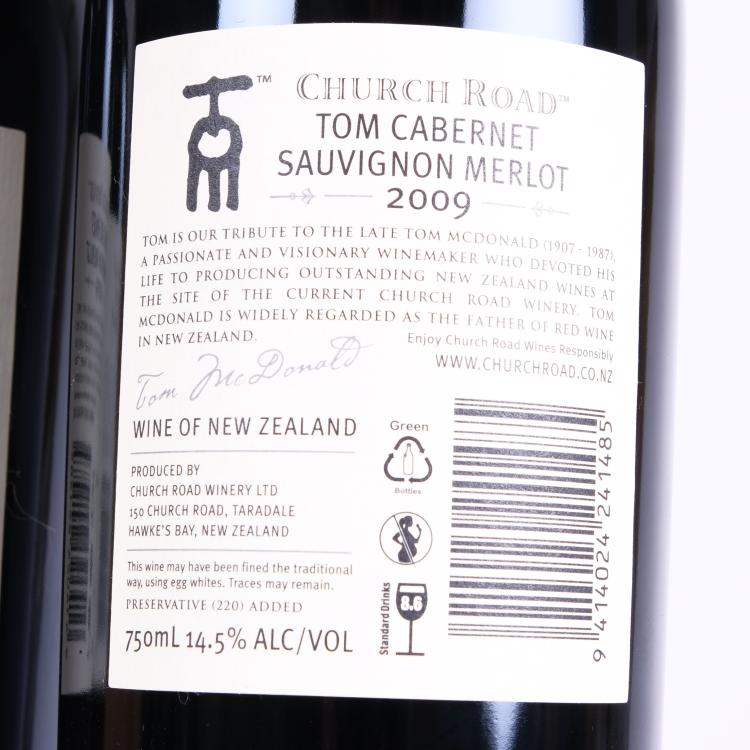 TM
CHURCH ROAD™
TOM CABERNET
SAUVIGNON MERLOT
2009
TOM IS OUR TRIBUTE TO THE LATE TOM MCDONALD (1907 - 1987),
A PASSIONATE AND VISIONARY WINEMAKER WHO DEVOTED HIS
LIFE TO PRODUCING OUTSTANDING NEW ZEALAND WINES AT
THE SITE OF THE CURRENT CHURCH ROAD WINERY. TOM
MCDONALD IS WIDELY REGARDED AS THE FATHER OF RED WINE
IN NEW ZEALAND.
Enjoy Church Road Wines Responsibly
WWW.CHURCHROAD.CO.NZ
Tom McDonald
WINE OF NEW ZEALAND
PRODUCED BY
CHURCH ROAD WINERY LTD
150 CHURCH ROAD, TARADALE
HAWKE'S BAY, NEW ZEALAND
This wine may have been fined the traditional
way, using egg whites. Traces may remain.
PRESERVATIVE (220) ADDED
750mL 14.5% ALC/VOL
Green
Bottles
Standard Drinks
8.6
9 414024 241485